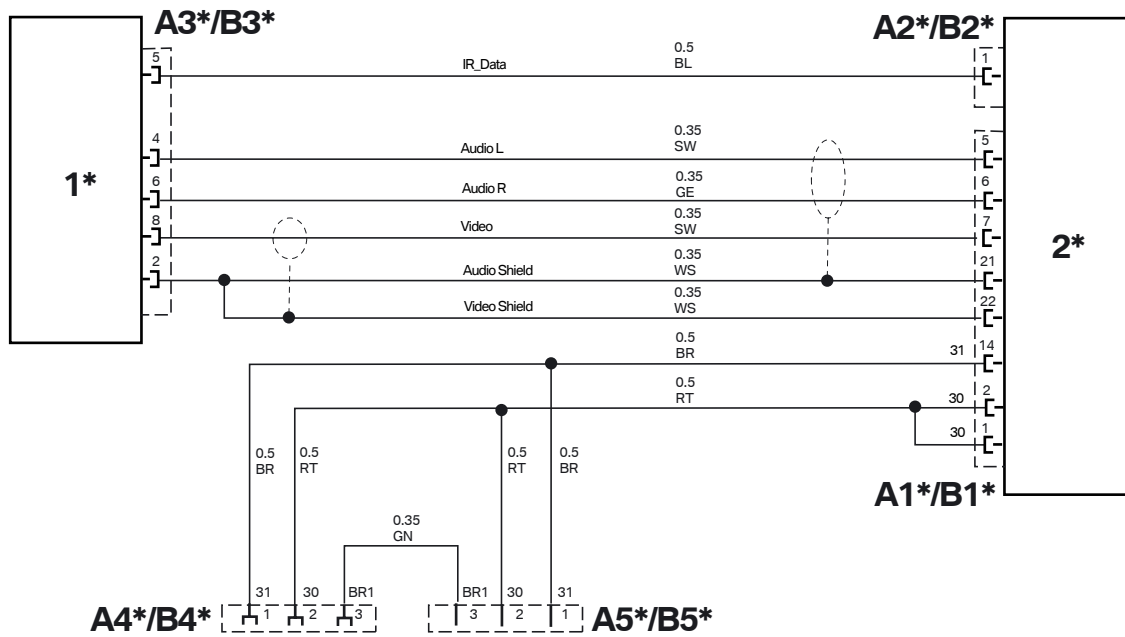 A3*/B3*
A2*/B2*
5
IR_Data
0.5
BL
1
4
Audio L
0.35
SW
5
1*
6
Audio R
0.35
GE
6
8
Video
0.35
SW
7
2*
2
Audio Shield
0.35
WS
21
Video Shield
0.35
WS
22
0.5
BR
31
14
0.5
RT
30
2
30
1
0.5
BR
0.5
RT
0.5
RT
0.5
BR
A1*/B1*
0.35
GN
31
30
BR1
BR1
30
31
A4*/B4*
1
2
3
3
2
1
A5*/B5*